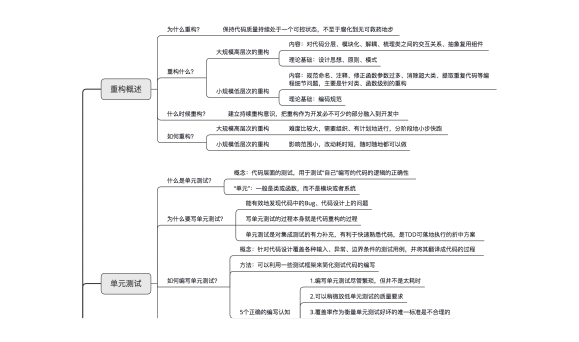 重构概述
为什么重构?
保持代码质量持续处于一个可控状态，不至于腐化到无可救药地步
重构什么?
大规模高层次的重构
内容：对代码分层、模块化、解耦、梳理类之间的交互关系、抽象复用组件
理论基础：设计思想、原则、模式
小规模低层次的重构
内容：规范命名、注释、修正函数参数过多、消除超大类、提取重复代码等编
程细节问题，主要是针对类、函数级别的重构
理论基础：编码规范
什么时候重构?
建立持续重构意识，把重构作为开发必不可少的部分融入到开发中
如何重构?
大规模高层次的重构
难度比较大，需要组织、有计划地进行，分阶段地小步快跑
小规模低层次的重构
影响范围小，改动耗时短，随时随地都可以做
单元测试
什么是单元测试?
概念：代码层面的测试，用于测试“自己”编写的代码的逻辑的正确性
“单元”：一般是类或函数，而不是模块或者系统
为什么要写单元测试?
能有效地发现代码中的Bug、代码设计上的问题
写单元测试的过程本身就是代码重构的过程
单元测试是对集成测试的有力补充，有利于快速熟悉代码，是TDD可落地执行的折中方案
如何编写单元测试?
概念：针对代码设计覆盖各种输入、异常、边界条件的测试用例，并将其翻译成代码的过程
方法：可以利用一些测试框架来简化测试代码的编写
5个正确的编写认知
1.编写单元测试尽管繁琐，但并不是太耗时
2.可以稍微放低单元测试的质量要求
3.覆盖率作为衡量单元测试好坏的唯一标准是不合理的